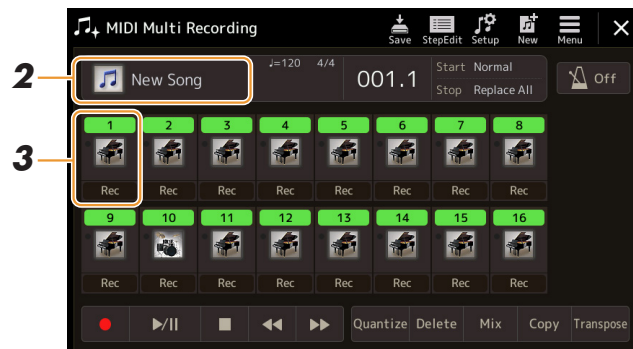 MIDI Multi Recording
Save StepEdit Setup New Menu
2
New Song
♩=120 4/4
001.1
Start Normal
Stop Replace All
Off
3
1 2 3 4 5 6 7 8
Rec Rec Rec Rec Rec Rec Rec Rec
9 10 11 12 13 14 15 16
Rec Rec Rec Rec Rec Rec Rec Rec
Quantize Delete Mix Copy Transpose